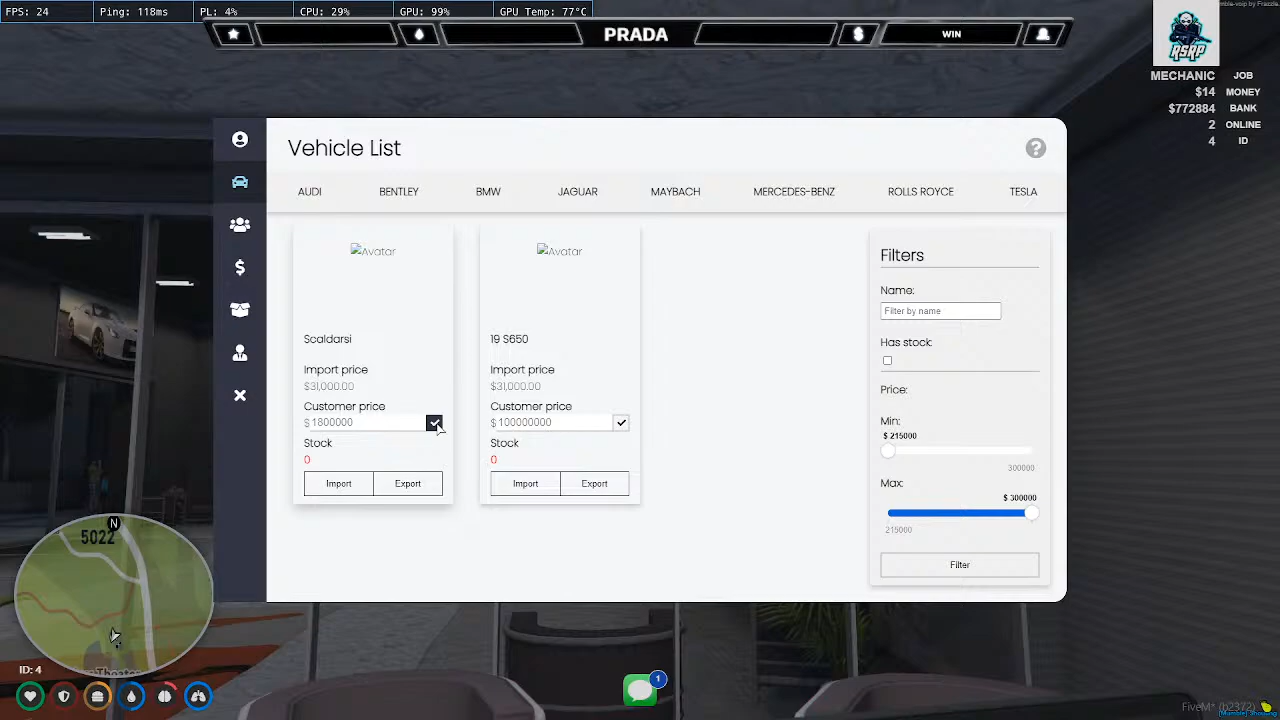 FPS: 24 Ping: 118ms PL: 4% CPU: 29% GPU: 99% GPU Temp: 77°C
PRADA
WIN
RSRP
MECHANIC JOB
$14 MONEY
$772884 BANK
2 ONLINE
4 ID
Vehicle List
?
AUDI BENTLEY BMW JAGUAR MAYBACH MERCEDES-BENZ ROLLS ROYCE TESLA
Avatar
Scaldarsi
Import price
$31,000.00
Customer price
$ 1800000
Stock
0
Import Export
Avatar
19 S650
Import price
$31,000.00
Customer price
$ 100000000
Stock
0
Import Export
Filters
Name:
Filter by name
Has stock:
Price:
Min:
$ 215000
300000
Max:
$ 300000
215000
Filter
N
5022
Theater
ID: 4
1
FiveM* (b2372)